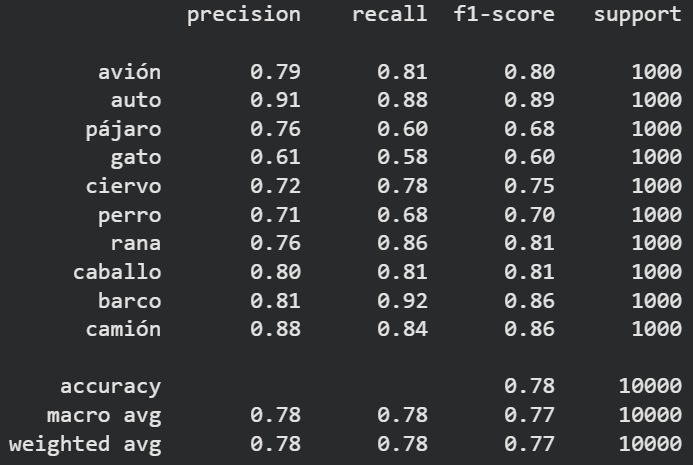 precision recall f1-score support
avión 0.79 0.81 0.80 1000
auto 0.91 0.88 0.89 1000
pájaro 0.76 0.60 0.68 1000
gato 0.61 0.58 0.60 1000
ciervo 0.72 0.78 0.75 1000
perro 0.71 0.68 0.70 1000
rana 0.76 0.86 0.81 1000
caballo 0.80 0.81 0.81 1000
barco 0.81 0.92 0.86 1000
camión 0.88 0.84 0.86 1000
accuracy 0.78 10000
macro avg 0.78 0.78 0.77 10000
weighted avg 0.78 0.78 0.77 10000